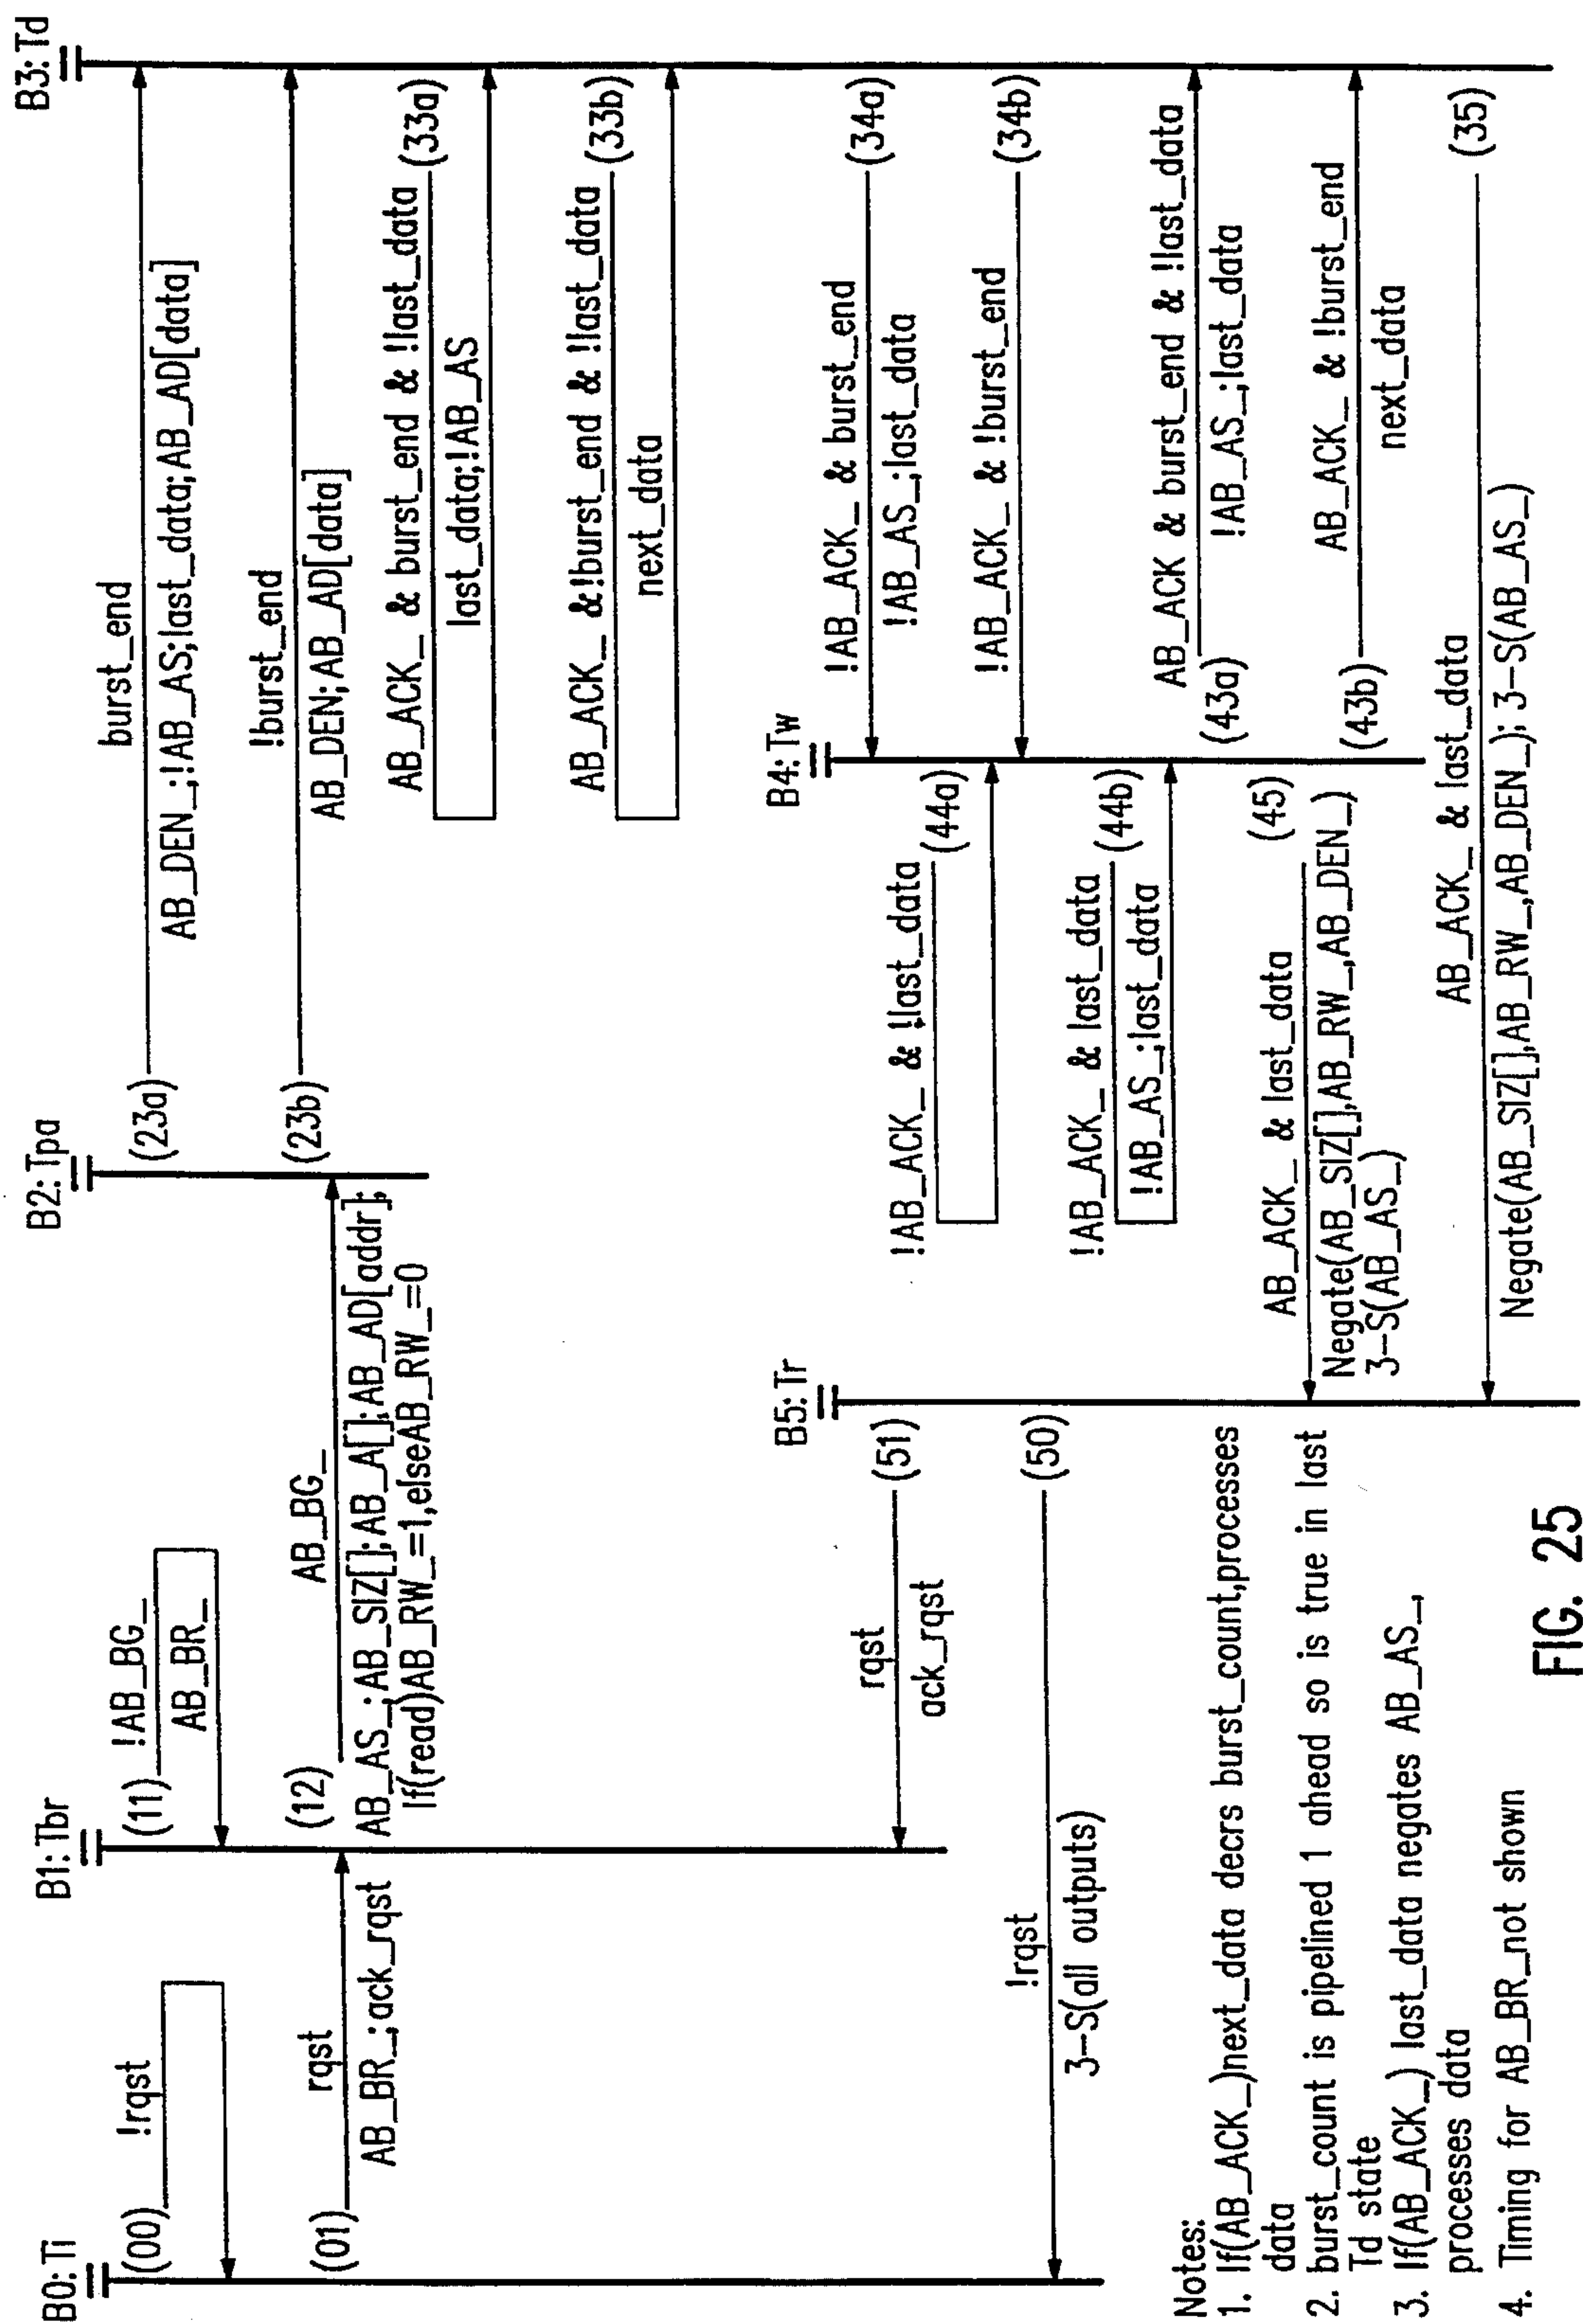 B0: Ti
(00)
!rqst
(01)
rqst
AB_BR_;ack_rqst
B1: Tbr
(11)
!AB_BG_
AB_BR_
(12)
AB_BG_
AB_AS_;AB_SIZ[];AB_A[];AB_AD[addr];
If(read)AB_RW_=1,elseAB_RW_=0
B2: Tpa
(23a)
burst_end
AB_DEN_;!AB_AS;last_data;AB_AD[data]
(23b)
!burst_end
AB_DEN;AB_AD[data]
B3: Td
AB_ACK_ & burst_end & !last_data (33a)
last_data;!AB_AS
AB_ACK_ &!burst_end & !last_data (33b)
next_data
B4: Tw
!AB_ACK_ & burst_end (34a)
!AB_AS_;last_data
!AB_ACK_ & !burst_end (34b)
!AB_ACK_ & !last_data (44a)
!AB_ACK_ & last_data (44b)
!AB_AS_;last_data
(43a)
AB_ACK & burst_end & !last_data
!AB_AS_;last_data
(43b)
AB_ACK_ & !burst_end
next_data
B5: Tr
AB_ACK_ & last_data (45)
Negate(AB_SIZ[],AB_RW_,AB_DEN_)
3-S(AB_AS_)
AB_ACK_ & last_data (35)
Negate(AB_SIZ[],AB_RW_,AB_DEN_); 3-S(AB_AS_)
rqst (51)
ack_rqst
!rqst (50)
3-S(all outputs)
Notes:
1. If(AB_ACK_)next_data decrs burst_count,processes
data
2. burst_count is pipelined 1 ahead so is true in last
Td state
3. If(AB_ACK_) last_data negates AB_AS_,
processes data
4. Timing for AB_BR_not shown
FIG. 25